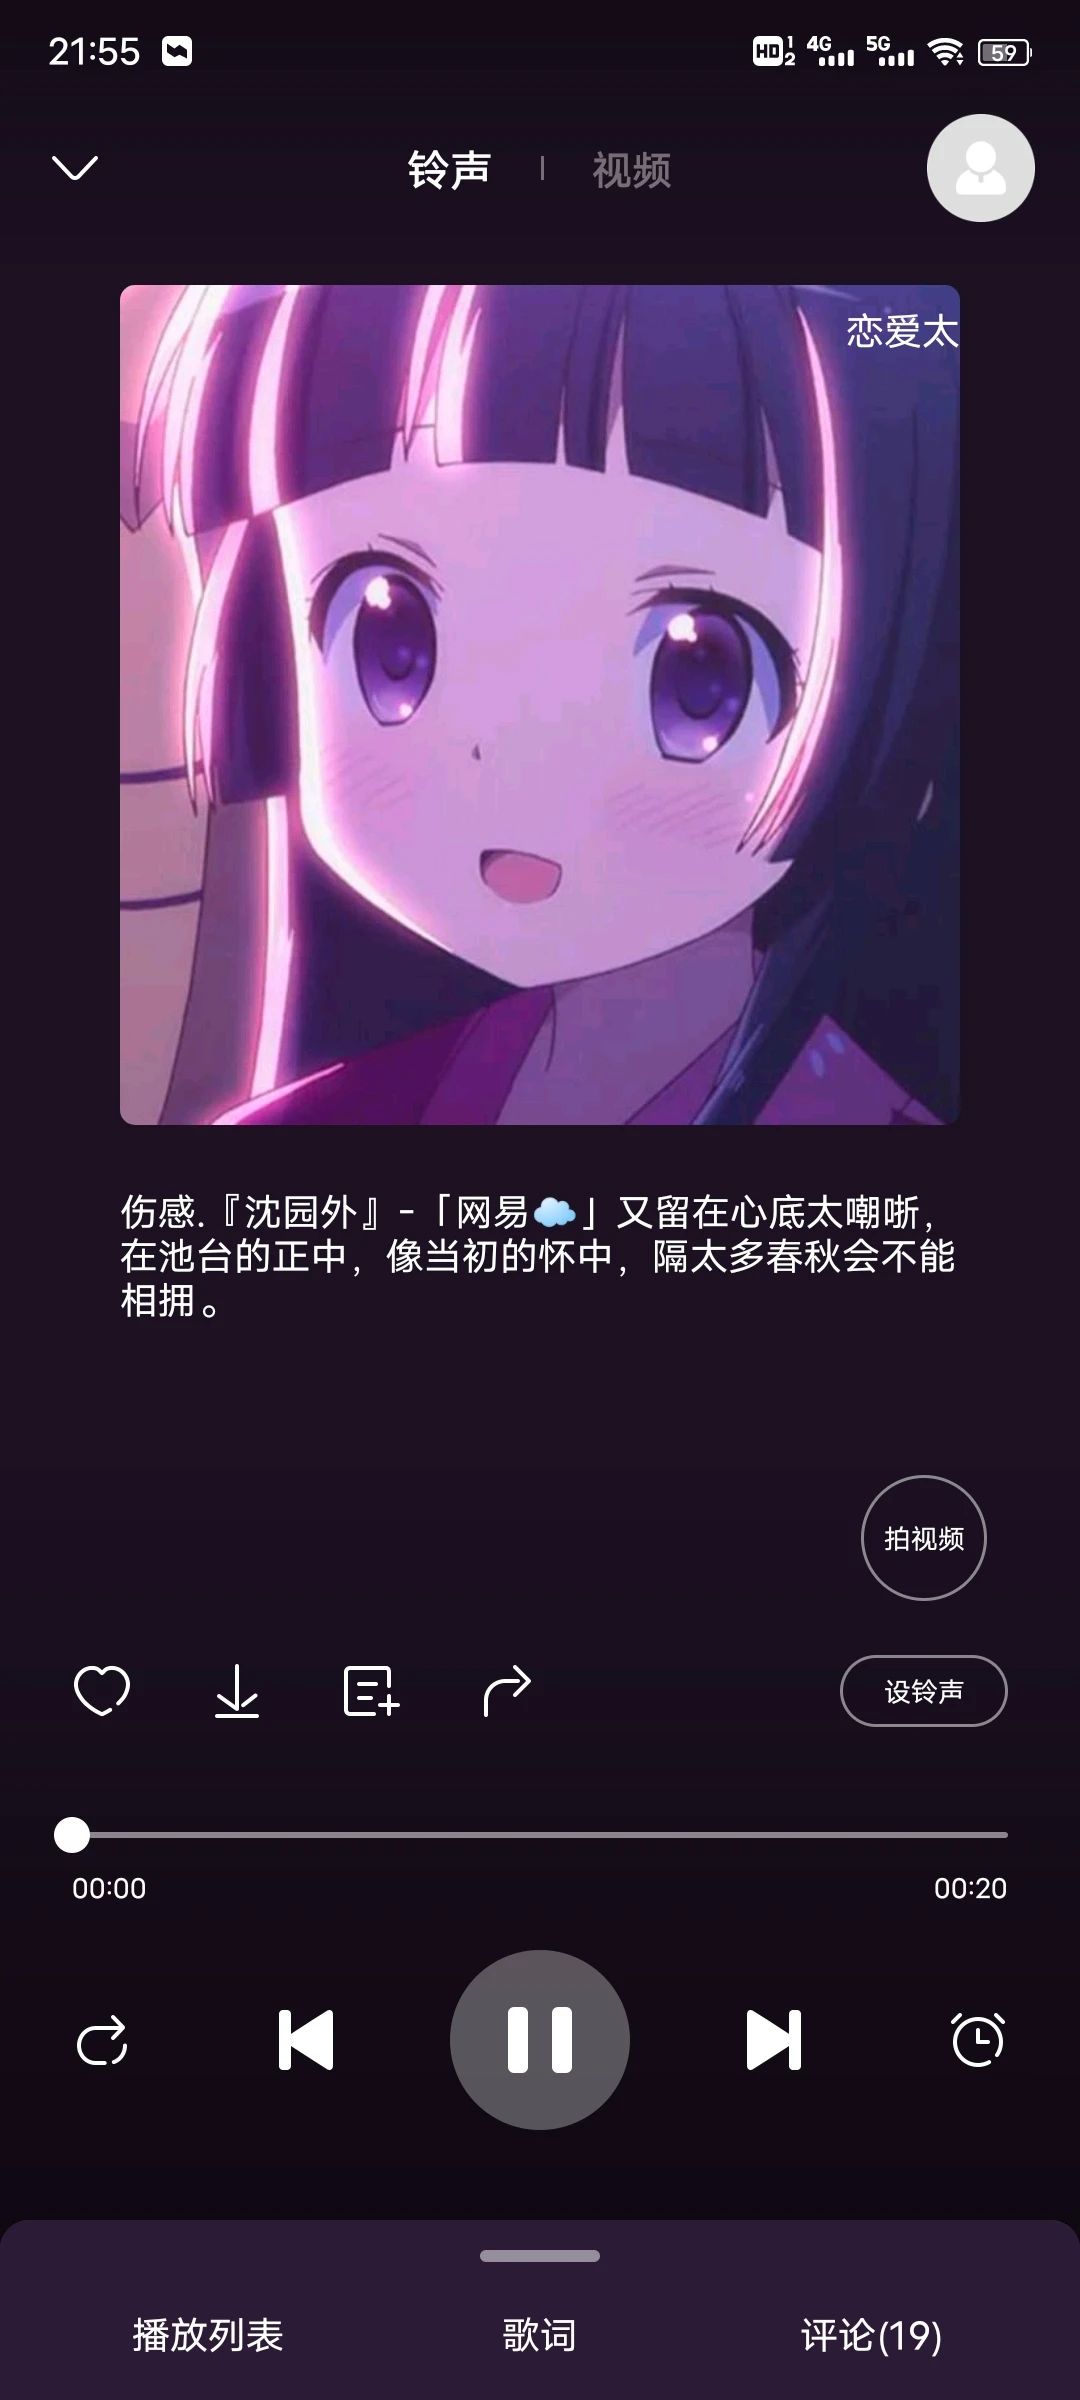 21:55
HD 1 2 4G 5G 59
铃声 | 视频
恋爱太
伤感.『沈园外』-「网易☁️」又留在心底太嘲哳，
在池台的正中，像当初的怀中，隔太多春秋会不能
相拥。
拍视频
设铃声
00:00 00:20
播放列表 歌词 评论(19)